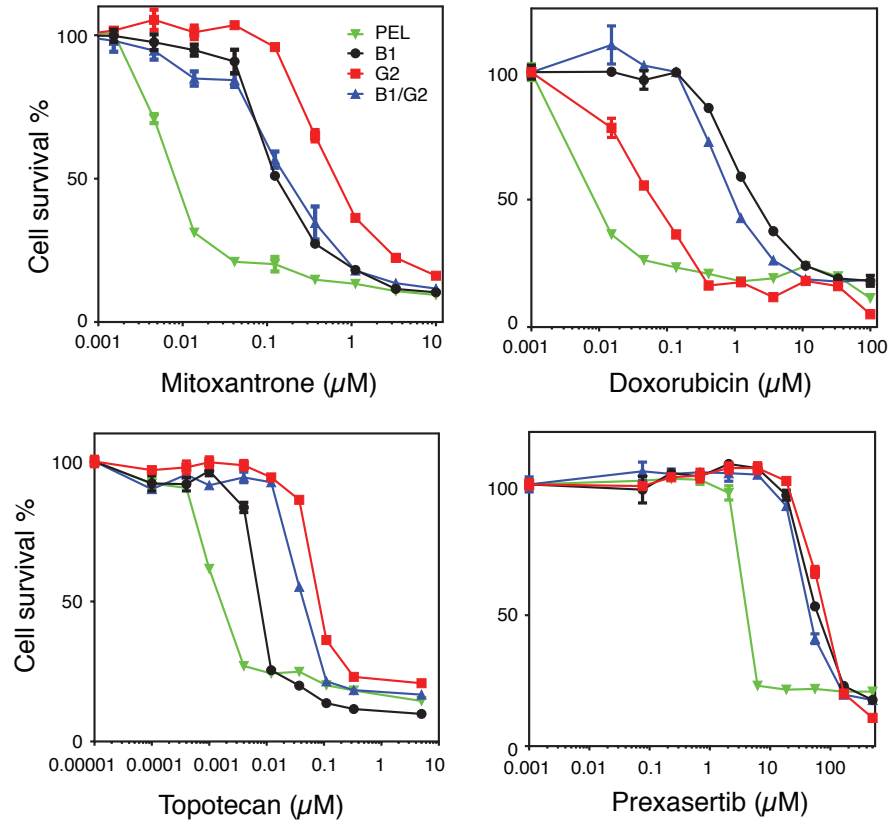 100
50
0
Cell survival %
0.001 0.01 0.1 1 10
Mitoxantrone (µM)
PEL
B1
G2
B1/G2
100
50
0
0.001 0.01 0.1 1 10 100
Doxorubicin (µM)
100
50
0
Cell survival %
0.00001 0.0001 0.001 0.01 0.1 1 10
Topotecan (µM)
100
50
0
0.001 0.01 0.1 1 10 100
Prexasertib (µM)